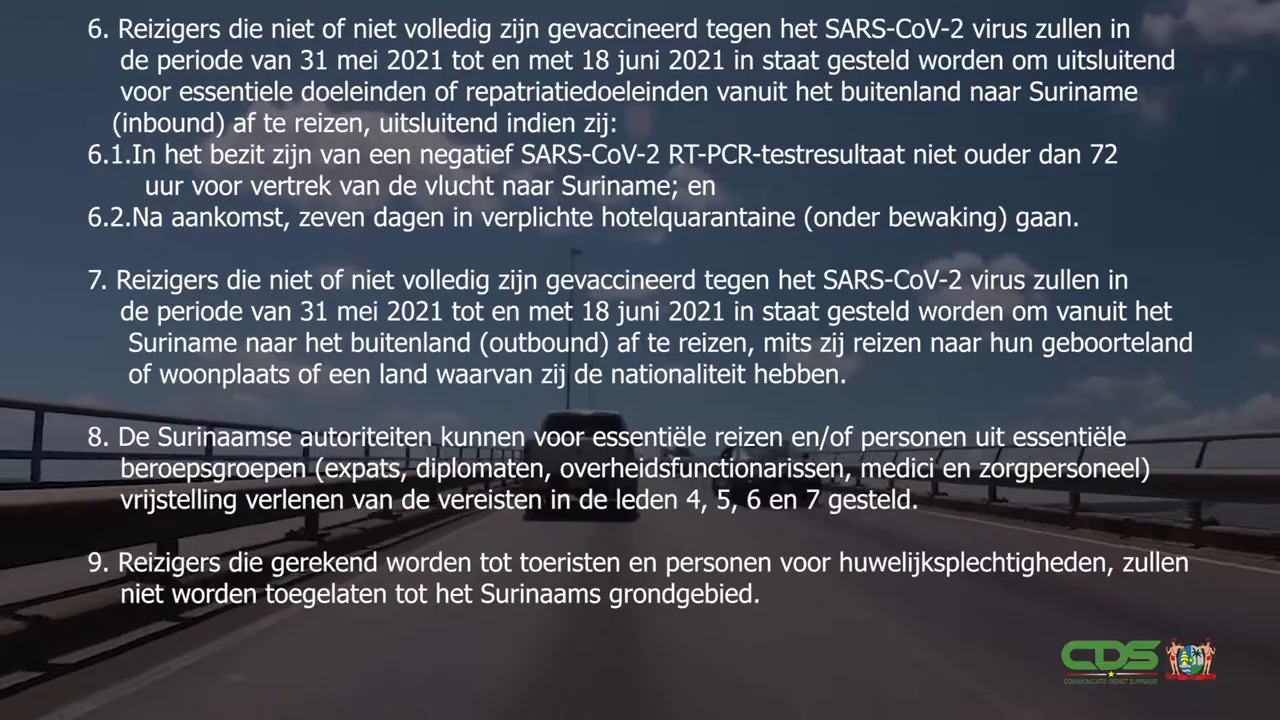 6. Reizigers die niet of niet volledig zijn gevaccineerd tegen het SARS-CoV-2 virus zullen in
de periode van 31 mei 2021 tot en met 18 juni 2021 in staat gesteld worden om uitsluitend
voor essentiele doeleinden of repatriatiedoeleinden vanuit het buitenland naar Suriname
(inbound) af te reizen, uitsluitend indien zij:
6.1.In het bezit zijn van een negatief SARS-CoV-2 RT-PCR-testresultaat niet ouder dan 72
uur voor vertrek van de vlucht naar Suriname; en
6.2.Na aankomst, zeven dagen in verplichte hotelquarantaine (onder bewaking) gaan.
7. Reizigers die niet of niet volledig zijn gevaccineerd tegen het SARS-CoV-2 virus zullen in
de periode van 31 mei 2021 tot en met 18 juni 2021 in staat gesteld worden om vanuit het
Suriname naar het buitenland (outbound) af te reizen, mits zij reizen naar hun geboorteland
of woonplaats of een land waarvan zij de nationaliteit hebben.
8. De Surinaamse autoriteiten kunnen voor essentiële reizen en/of personen uit essentiële
beroepsgroepen (expats, diplomaten, overheidsfunctionarissen, medici en zorgpersoneel)
vrijstelling verlenen van de vereisten in de leden 4, 5, 6 en 7 gesteld.
9. Reizigers die gerekend worden tot toeristen en personen voor huwelijksplechtigheden, zullen
niet worden toegelaten tot het Surinaams grondgebied.
CDS
COMMUNICATIE DIENST SURINAME